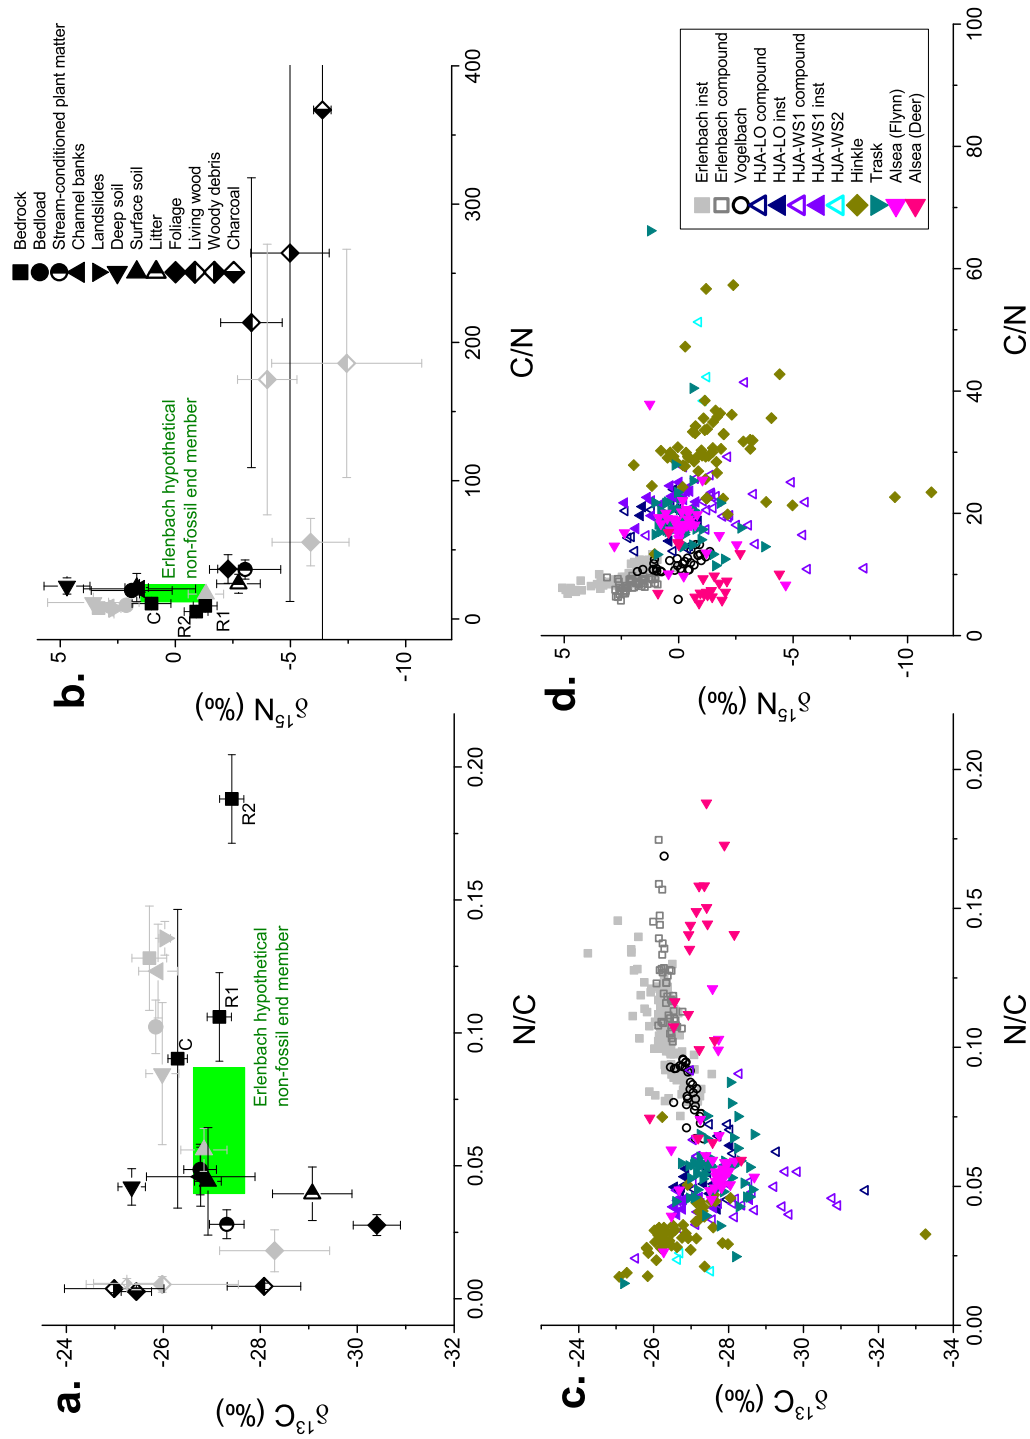 a.
δ¹³C (‰)
-24
-26
-28
-30
-32
0.00
0.05
0.10
0.15
0.20
N/C
C
R1
R2
Erlenbach hypothetical
non-fossil end member
b.
δ¹⁵N (‰)
5
0
-5
-10
0
100
200
300
400
C/N
C
R2
R1
Erlenbach hypothetical
non-fossil end member
Bedrock
Bedload
Stream-conditioned plant matter
Channel banks
Landslides
Deep soil
Surface soil
Litter
Foliage
Living wood
Woody debris
Charcoal
c.
δ¹³C (‰)
-24
-26
-28
-30
-32
-34
0.00
0.05
0.10
0.15
0.20
N/C
d.
δ¹⁵N (‰)
5
0
-5
-10
0
20
40
60
80
100
C/N
Erlenbach inst
Erlenbach compound
Vogelbach
HJA-LO compound
HJA-LO inst
HJA-WS1 compound
HJA-WS1 inst
HJA-WS2
Hinkle
Trask
Alsea (Flynn)
Alsea (Deer)